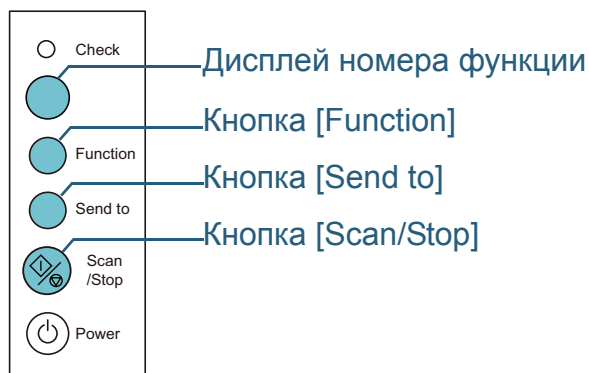 Check
Дисплей номера функции
Function
Кнопка [Function]
Send to
Кнопка [Send to]
Scan
/Stop
Кнопка [Scan/Stop]
Power